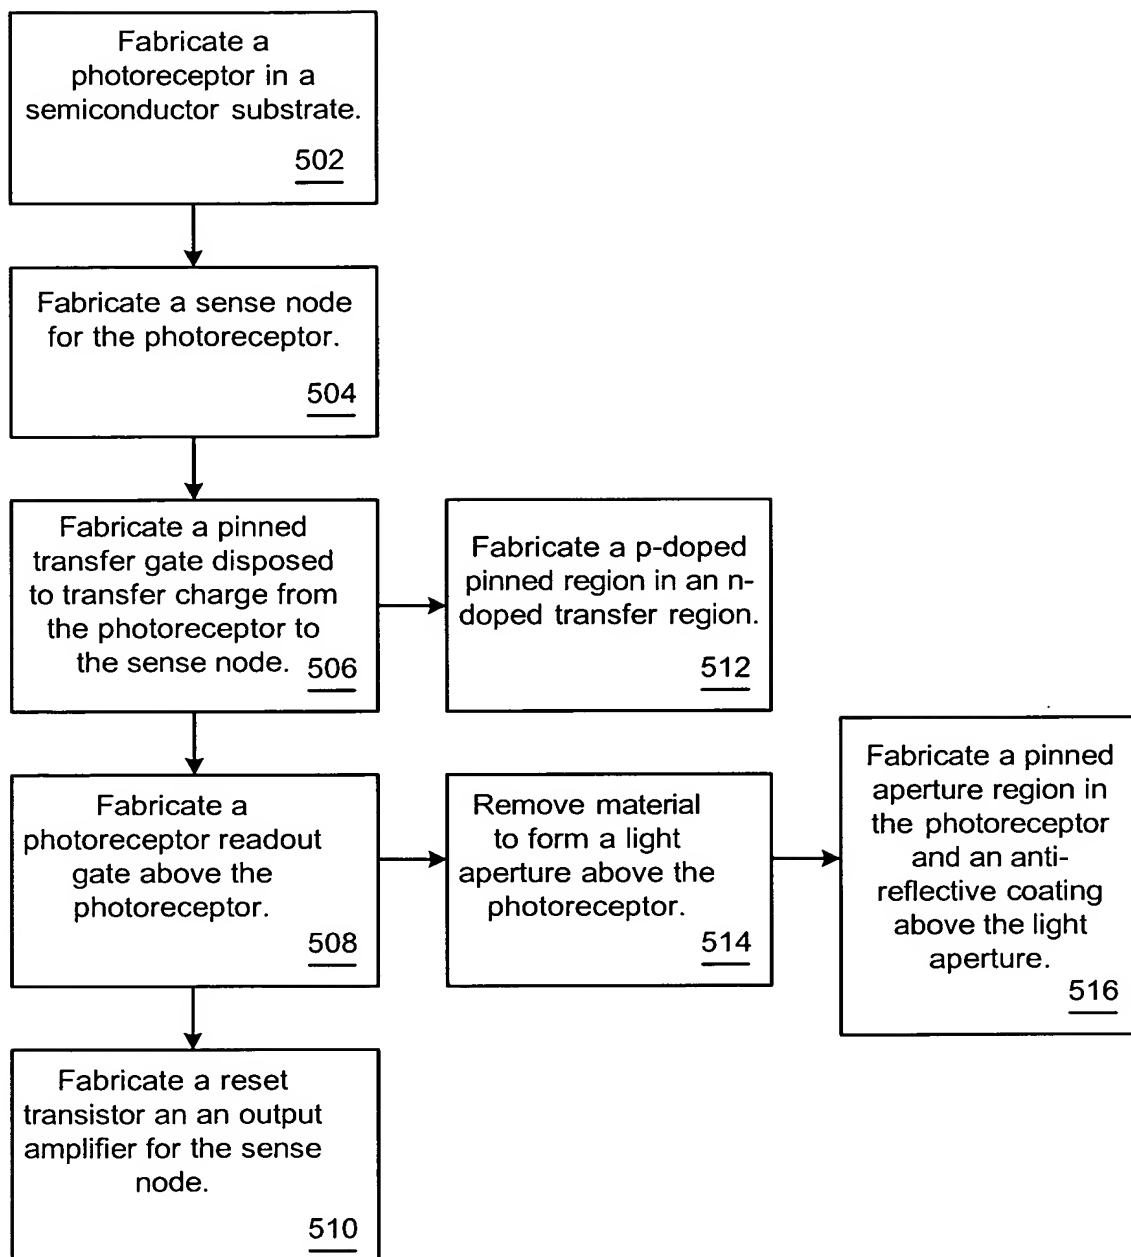 Fabricate a
photoreceptor in a
semiconductor substrate.
502
Fabricate a sense node
for the photoreceptor.
504
Fabricate a pinned
transfer gate disposed
to transfer charge from
the photoreceptor to
the sense node.
506
Fabricate a p-doped
pinned region in an n-
doped transfer region.
512
Fabricate a
photoreceptor readout
gate above the
photoreceptor.
508
Remove material
to form a light
aperture above the
photoreceptor.
514
Fabricate a pinned
aperture region in
the photoreceptor
and an anti-
reflective coating
above the light
aperture.
516
Fabricate a reset
transistor an an output
amplifier for the sense
node.
510